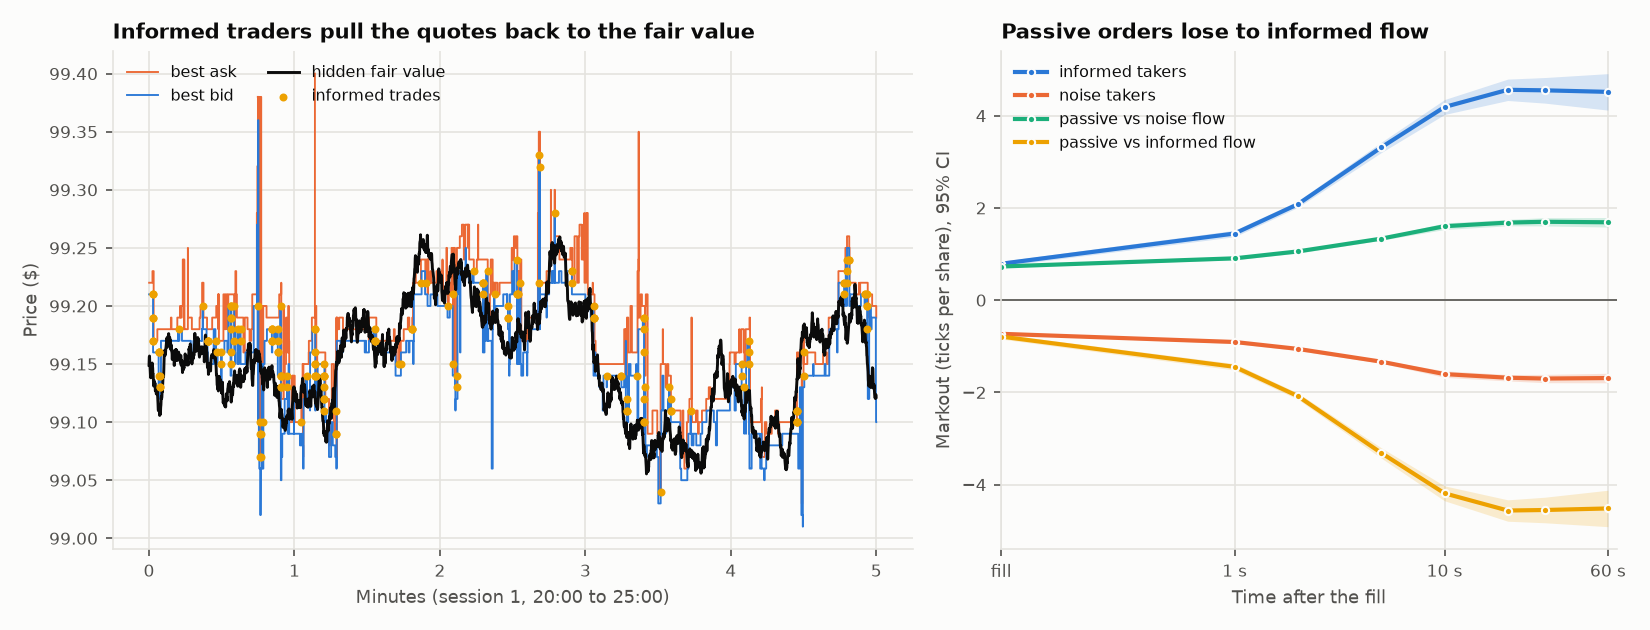 Informed traders pull the quotes back to the fair value
best ask
best bid
hidden fair value
informed trades
Price ($)
99.40
99.35
99.30
99.25
99.20
99.15
99.10
99.05
99.00
0
1
2
3
4
5
Minutes (session 1, 20:00 to 25:00)
Passive orders lose to informed flow
informed takers
noise takers
passive vs noise flow
passive vs informed flow
Markout (ticks per share), 95% CI
4
2
0
−2
−4
fill
1 s
10 s
60 s
Time after the fill